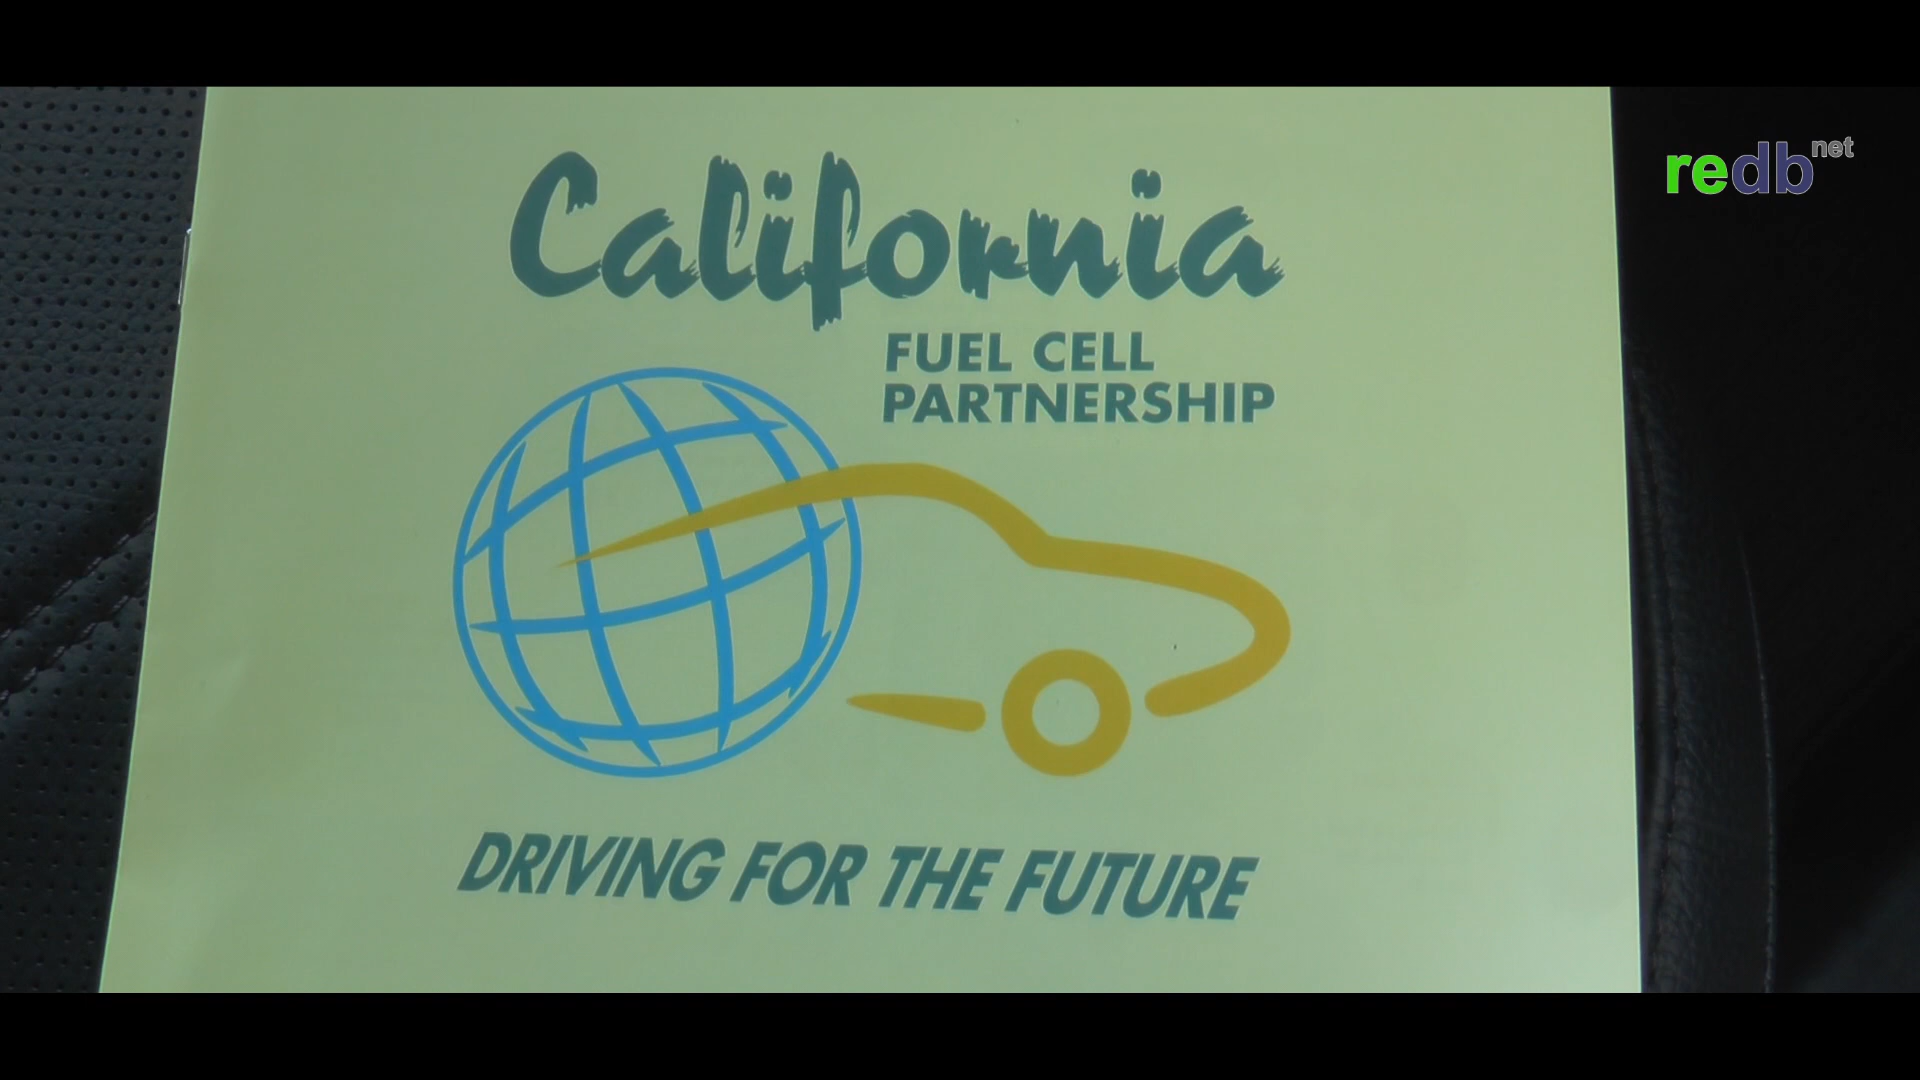 California
FUEL CELL
PARTNERSHIP
DRIVING FOR THE FUTURE
redb net